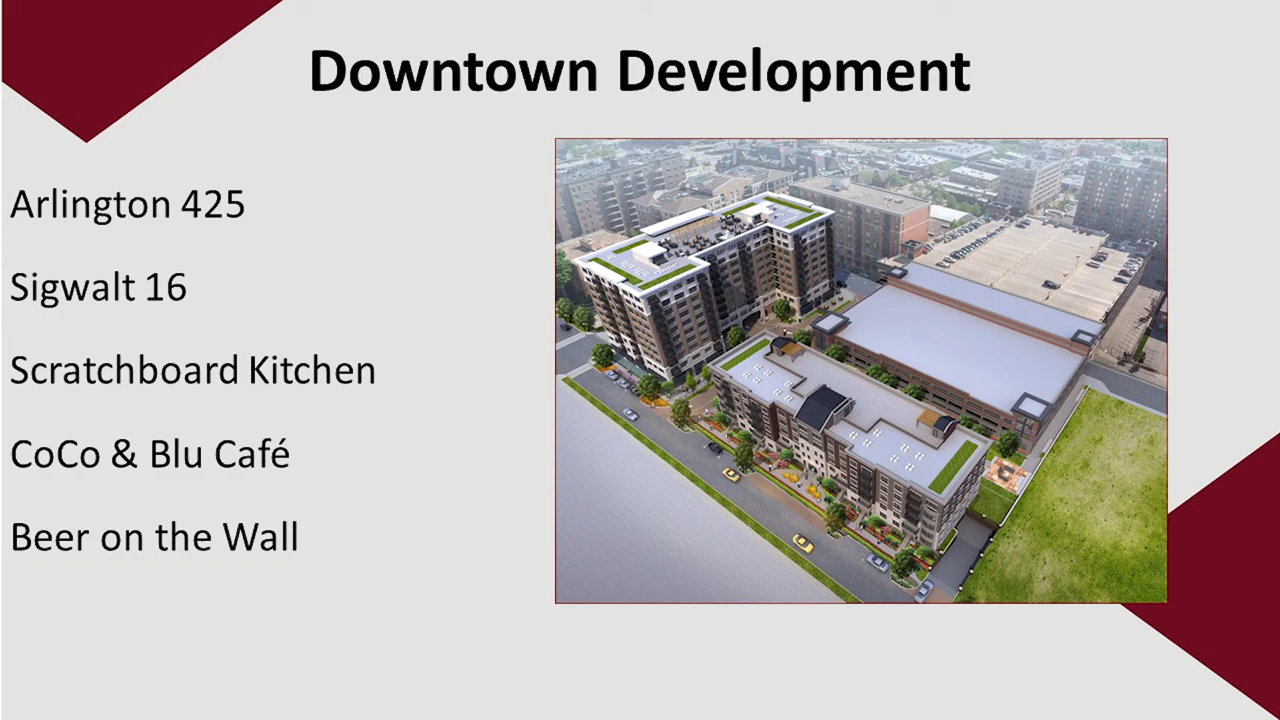 Downtown Development
Arlington 425
Sigwalt 16
Scratchboard Kitchen
CoCo & Blu Café
Beer on the Wall